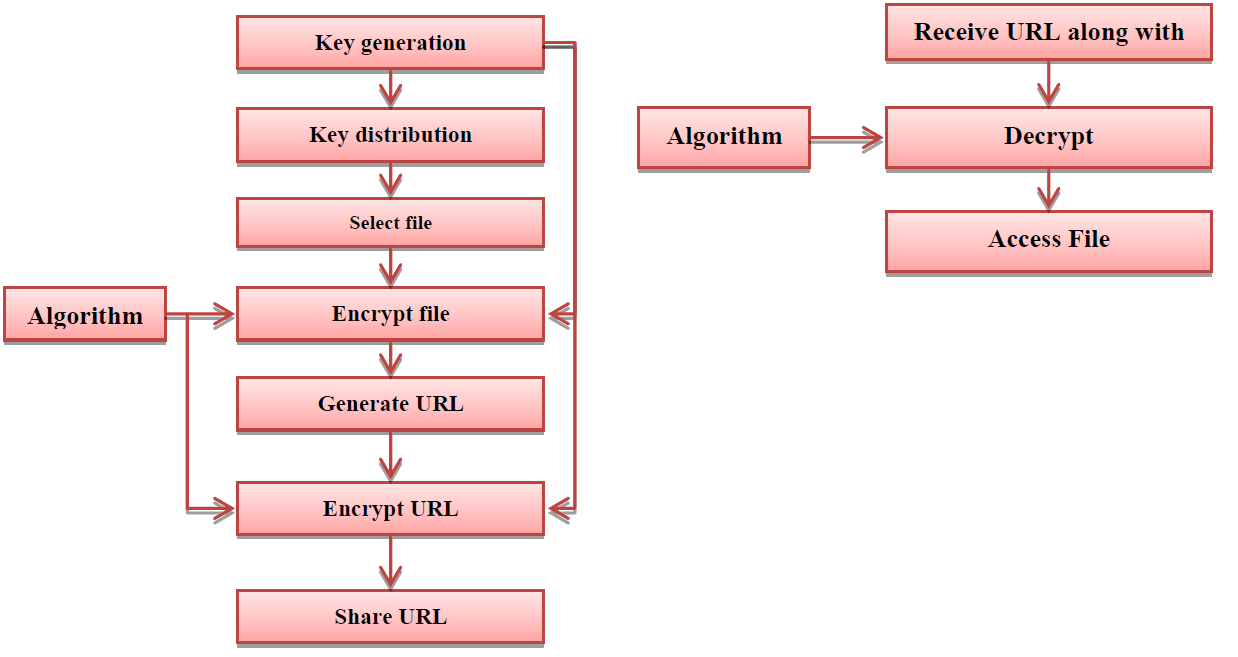 Key generation
Key distribution
Select file
Algorithm
Encrypt file
Generate URL
Encrypt URL
Share URL
Receive URL along with
Algorithm
Decrypt
Access File